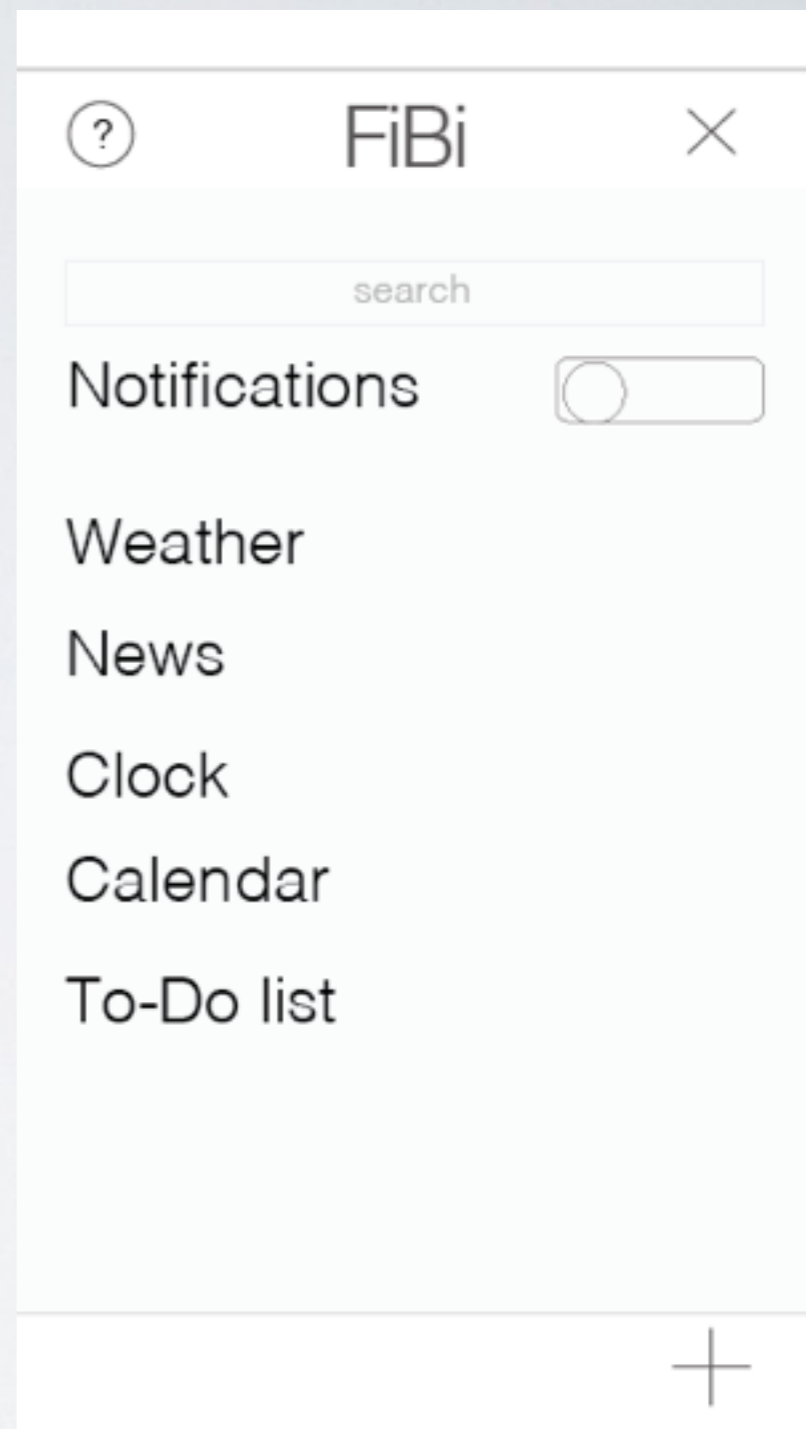 ?
FiBi
search
Notifications
Weather
News
Clock
Calendar
To-Do list